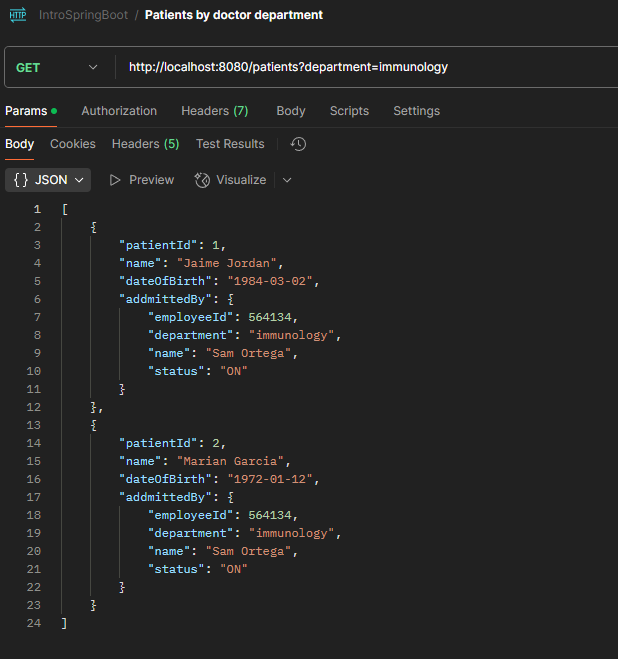 HTTP IntroSpringBoot / Patients by doctor department
GET http://localhost:8080/patients?department=immunology
Params Authorization Headers (7) Body Scripts Settings
Body Cookies Headers (5) Test Results
{} JSON Preview Visualize
1 [
2 {
3 "patientId": 1,
4 "name": "Jaime Jordan",
5 "dateOfBirth": "1984-03-02",
6 "addmittedBy": {
7 "employeeId": 564134,
8 "department": "immunology",
9 "name": "Sam Ortega",
10 "status": "ON"
11 }
12 },
13 {
14 "patientId": 2,
15 "name": "Marian Garcia",
16 "dateOfBirth": "1972-01-12",
17 "addmittedBy": {
18 "employeeId": 564134,
19 "department": "immunology",
20 "name": "Sam Ortega",
21 "status": "ON"
22 }
23 }
24 ]